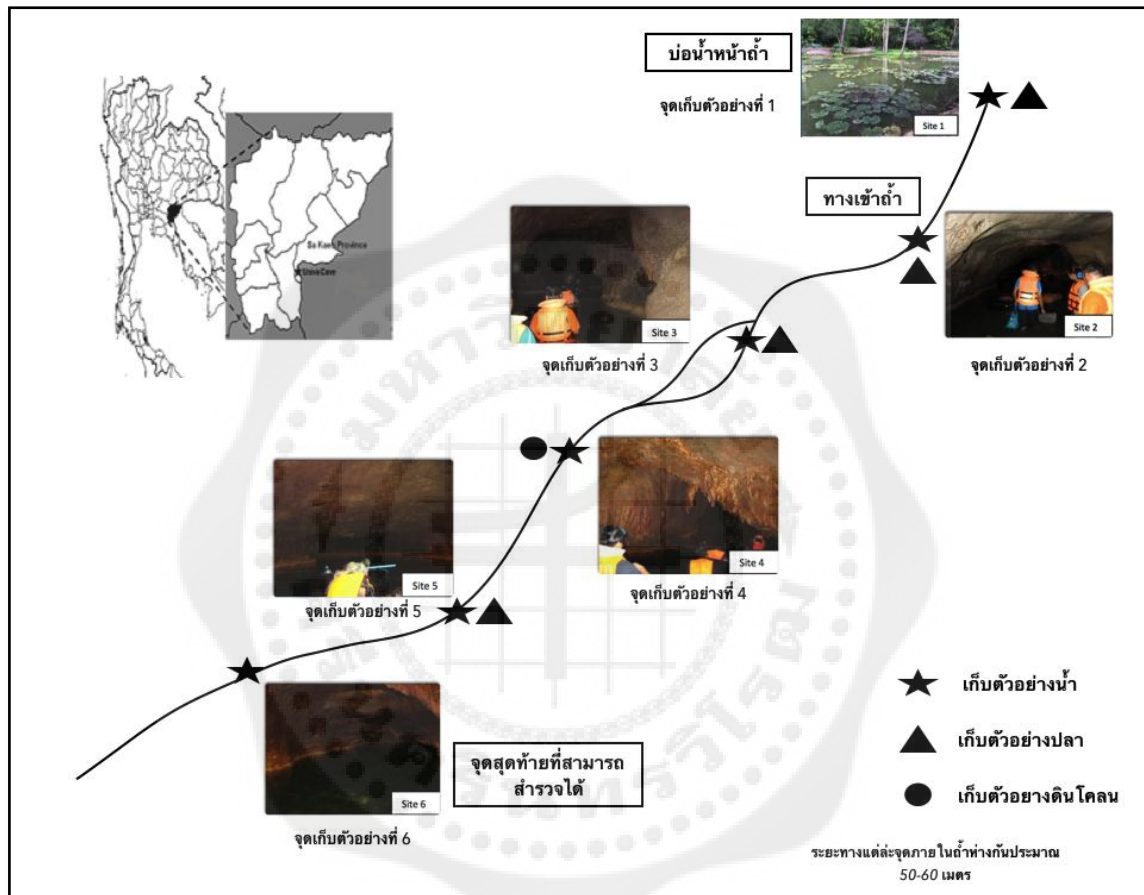 บ่อน้ำหน้าถ้ำ
จุดเก็บตัวอย่างที่ 1
Site 1
ทางเข้าถ้ำ
Sa Kaeo Province
Cave
Site 3
จุดเก็บตัวอย่างที่ 3
Site 2
จุดเก็บตัวอย่างที่ 2
Site 5
จุดเก็บตัวอย่างที่ 5
Site 4
จุดเก็บตัวอย่างที่ 4
Site 6
จุดเก็บตัวอย่างที่ 6
จุดสุดท้ายที่สามารถ
สำรวจได้
เก็บตัวอย่างน้ำ
เก็บตัวอย่างปลา
เก็บตัวอยางดินโคลน
ระยะทางแต่ล่ะจุดภายในถ้ำห่างกันประมาณ
50-60 เมตร